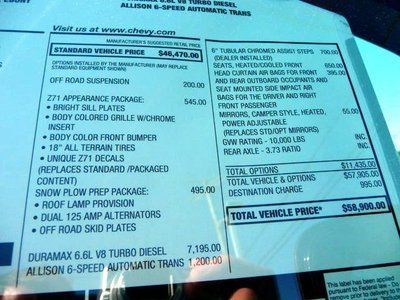 6.6L V8 TURBO DIESEL
ALLISON 6-SPEED AUTOMATIC TRANS
Visit us at www.chevy.com
MANUFACTURER'S SUGGESTED RETAIL PRICE
STANDARD VEHICLE PRICE $46,470.00
OPTIONS INSTALLED BY THE MANUFACTURER (MAY REPLACE
STANDARD EQUIPMENT SHOWN)
OFF ROAD SUSPENSION 200.00
Z71 APPEARANCE PACKAGE: 545.00
• BRIGHT SILL PLATES
• BODY COLORED GRILLE W/CHROME
INSERT
• BODY COLOR FRONT BUMPER
• 18" ALL TERRAIN TIRES
• UNIQUE Z71 DECALS
(REPLACES STANDARD /PACKAGED
CONTENT)
SNOW PLOW PREP PACKAGE: 495.00
• ROOF LAMP PROVISION
• DUAL 125 AMP ALTERNATORS
• OFF ROAD SKID PLATES
DURAMAX 6.6L V8 TURBO DIESEL 7,195.00
ALLISON 6-SPEED AUTOMATIC TRANS 1,200.00
6" TUBULAR CHROMED ASSIST STEPS 700.00
(DEALER INSTALLED)
SEATS, HEATED/COOLED FRONT 650.00
HEAD CURTAIN AIR BAGS FOR FRONT 395.00
AND REAR OUTBOARD OCCUPANTS AND
SEAT MOUNTED SIDE IMPACT AIR
BAGS FOR THE DRIVER AND RIGHT
FRONT PASSENGER
MIRRORS, CAMPER STYLE, HEATED, 55.00
POWER ADJUSTABLE
(REPLACES STD/OPT MIRRORS)
GVW RATING - 10,000 LBS INC.
REAR AXLE - 3.73 RATIO INC.
TOTAL OPTIONS $11,435.00
TOTAL VEHICLE & OPTIONS $57,905.00
DESTINATION CHARGE 995.00
TOTAL VEHICLE PRICE* $58,900.00
This label has been applied
pursuant to Federal law - Do
prior to delivery to